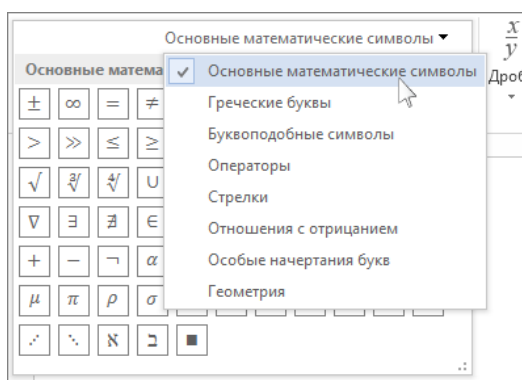 Основные математические символы
x
y
Основные матема
Дроб
Основные математические символы
Греческие буквы
Буквоподобные символы
Операторы
Стрелки
Отношения с отрицанием
Особые начертания букв
Геометрия
± ∞ = ≠
> ≫ ≤ ≥
√ ∛ ∜ ∪
∇ ∃ ∄ ∈
+ − ¬ α
μ π ρ σ
⋰ ⋱ ℵ ℶ ∎